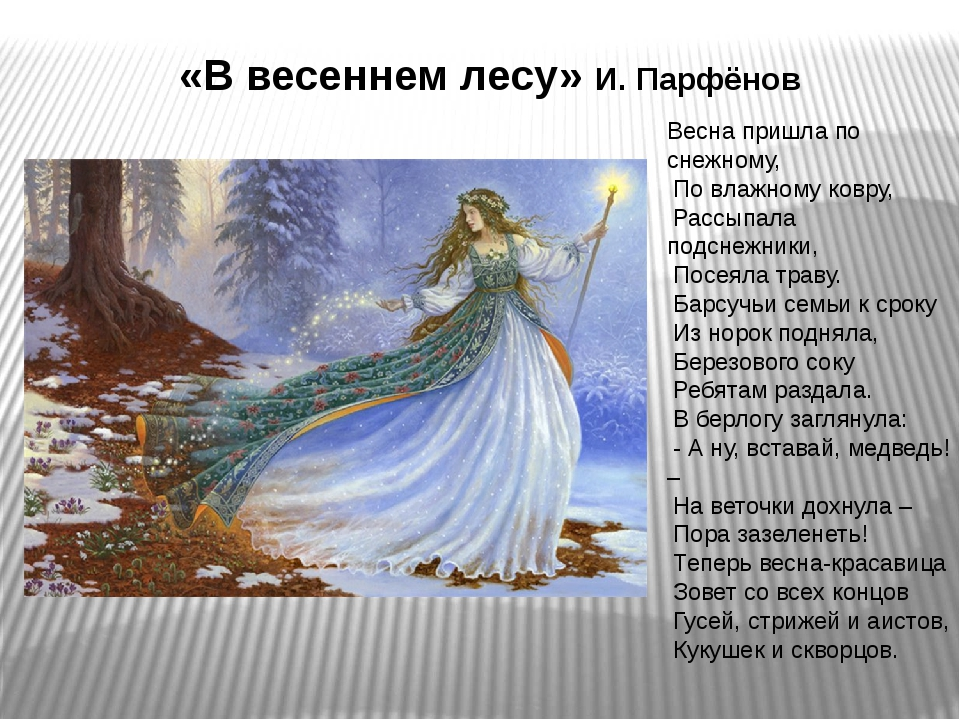 «В весеннем лесу» И. Парфёнов
Весна пришла по
снежному,
По влажному ковру,
Рассыпала
подснежники,
Посеяла траву.
Барсучьи семьи к сроку
Из норок подняла,
Березового соку
Ребятам раздала.
В берлогу заглянула:
- А ну, вставай, медведь!
–
На веточки дохнула –
Пора зазеленеть!
Теперь весна-красавица
Зовет со всех концов
Гусей, стрижей и аистов,
Кукушек и скворцов.